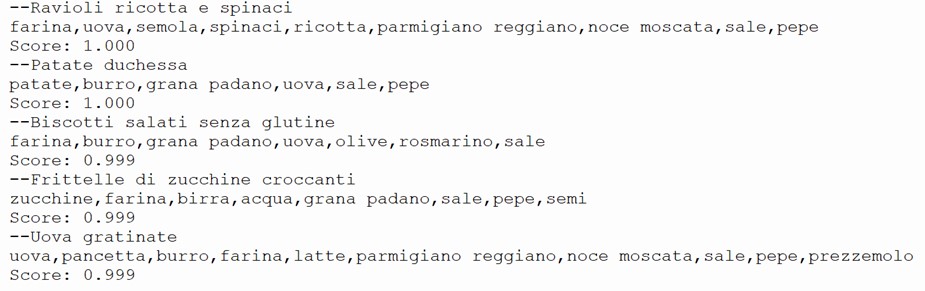 --Ravioli ricotta e spinaci
farina,uova,semola,spinaci,ricotta,parmigiano reggiano,noce moscata,sale,pepe
Score: 1.000
--Patate duchessa
patate,burro,grana padano,uova,sale,pepe
Score: 1.000
--Biscotti salati senza glutine
farina,burro,grana padano,uova,olive,rosmarino,sale
Score: 0.999
--Frittelle di zucchine croccanti
zucchine,farina,birra,acqua,grana padano,sale,pepe,semi
Score: 0.999
--Uova gratinate
uova,pancetta,burro,farina,latte,parmigiano reggiano,noce moscata,sale,pepe,prezzemolo
Score: 0.999